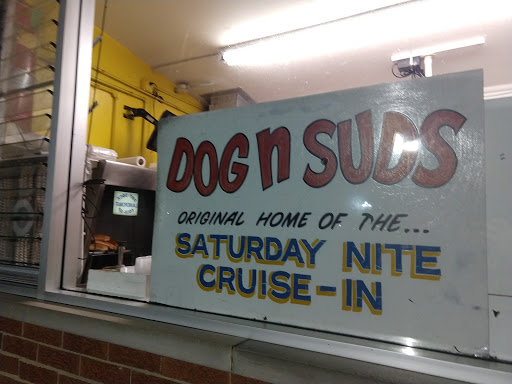 DOG n SUDS
ORIGINAL HOME OF THE...
SATURDAY NITE
CRUISE-IN